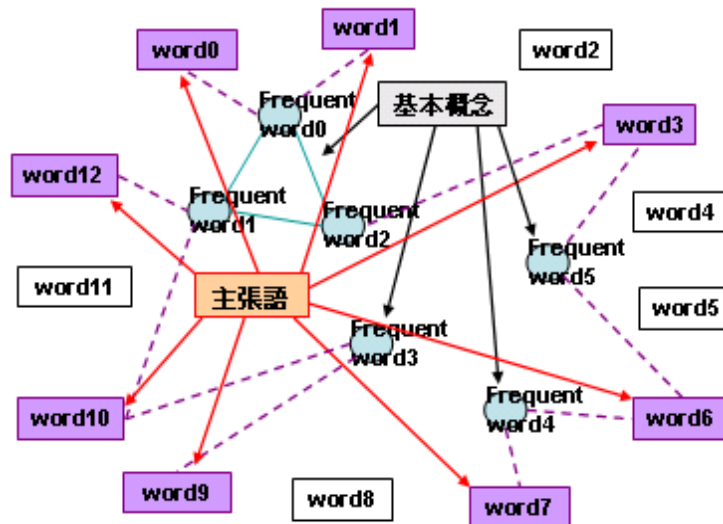 word1
word0
word2
Frequent
word0
基本概念
word3
word12
Frequent
word1
Frequent
word2
word4
Frequent
word5
word11
主張語
word5
Frequent
word3
word10
Frequent
word4
word6
word9
word8
word7